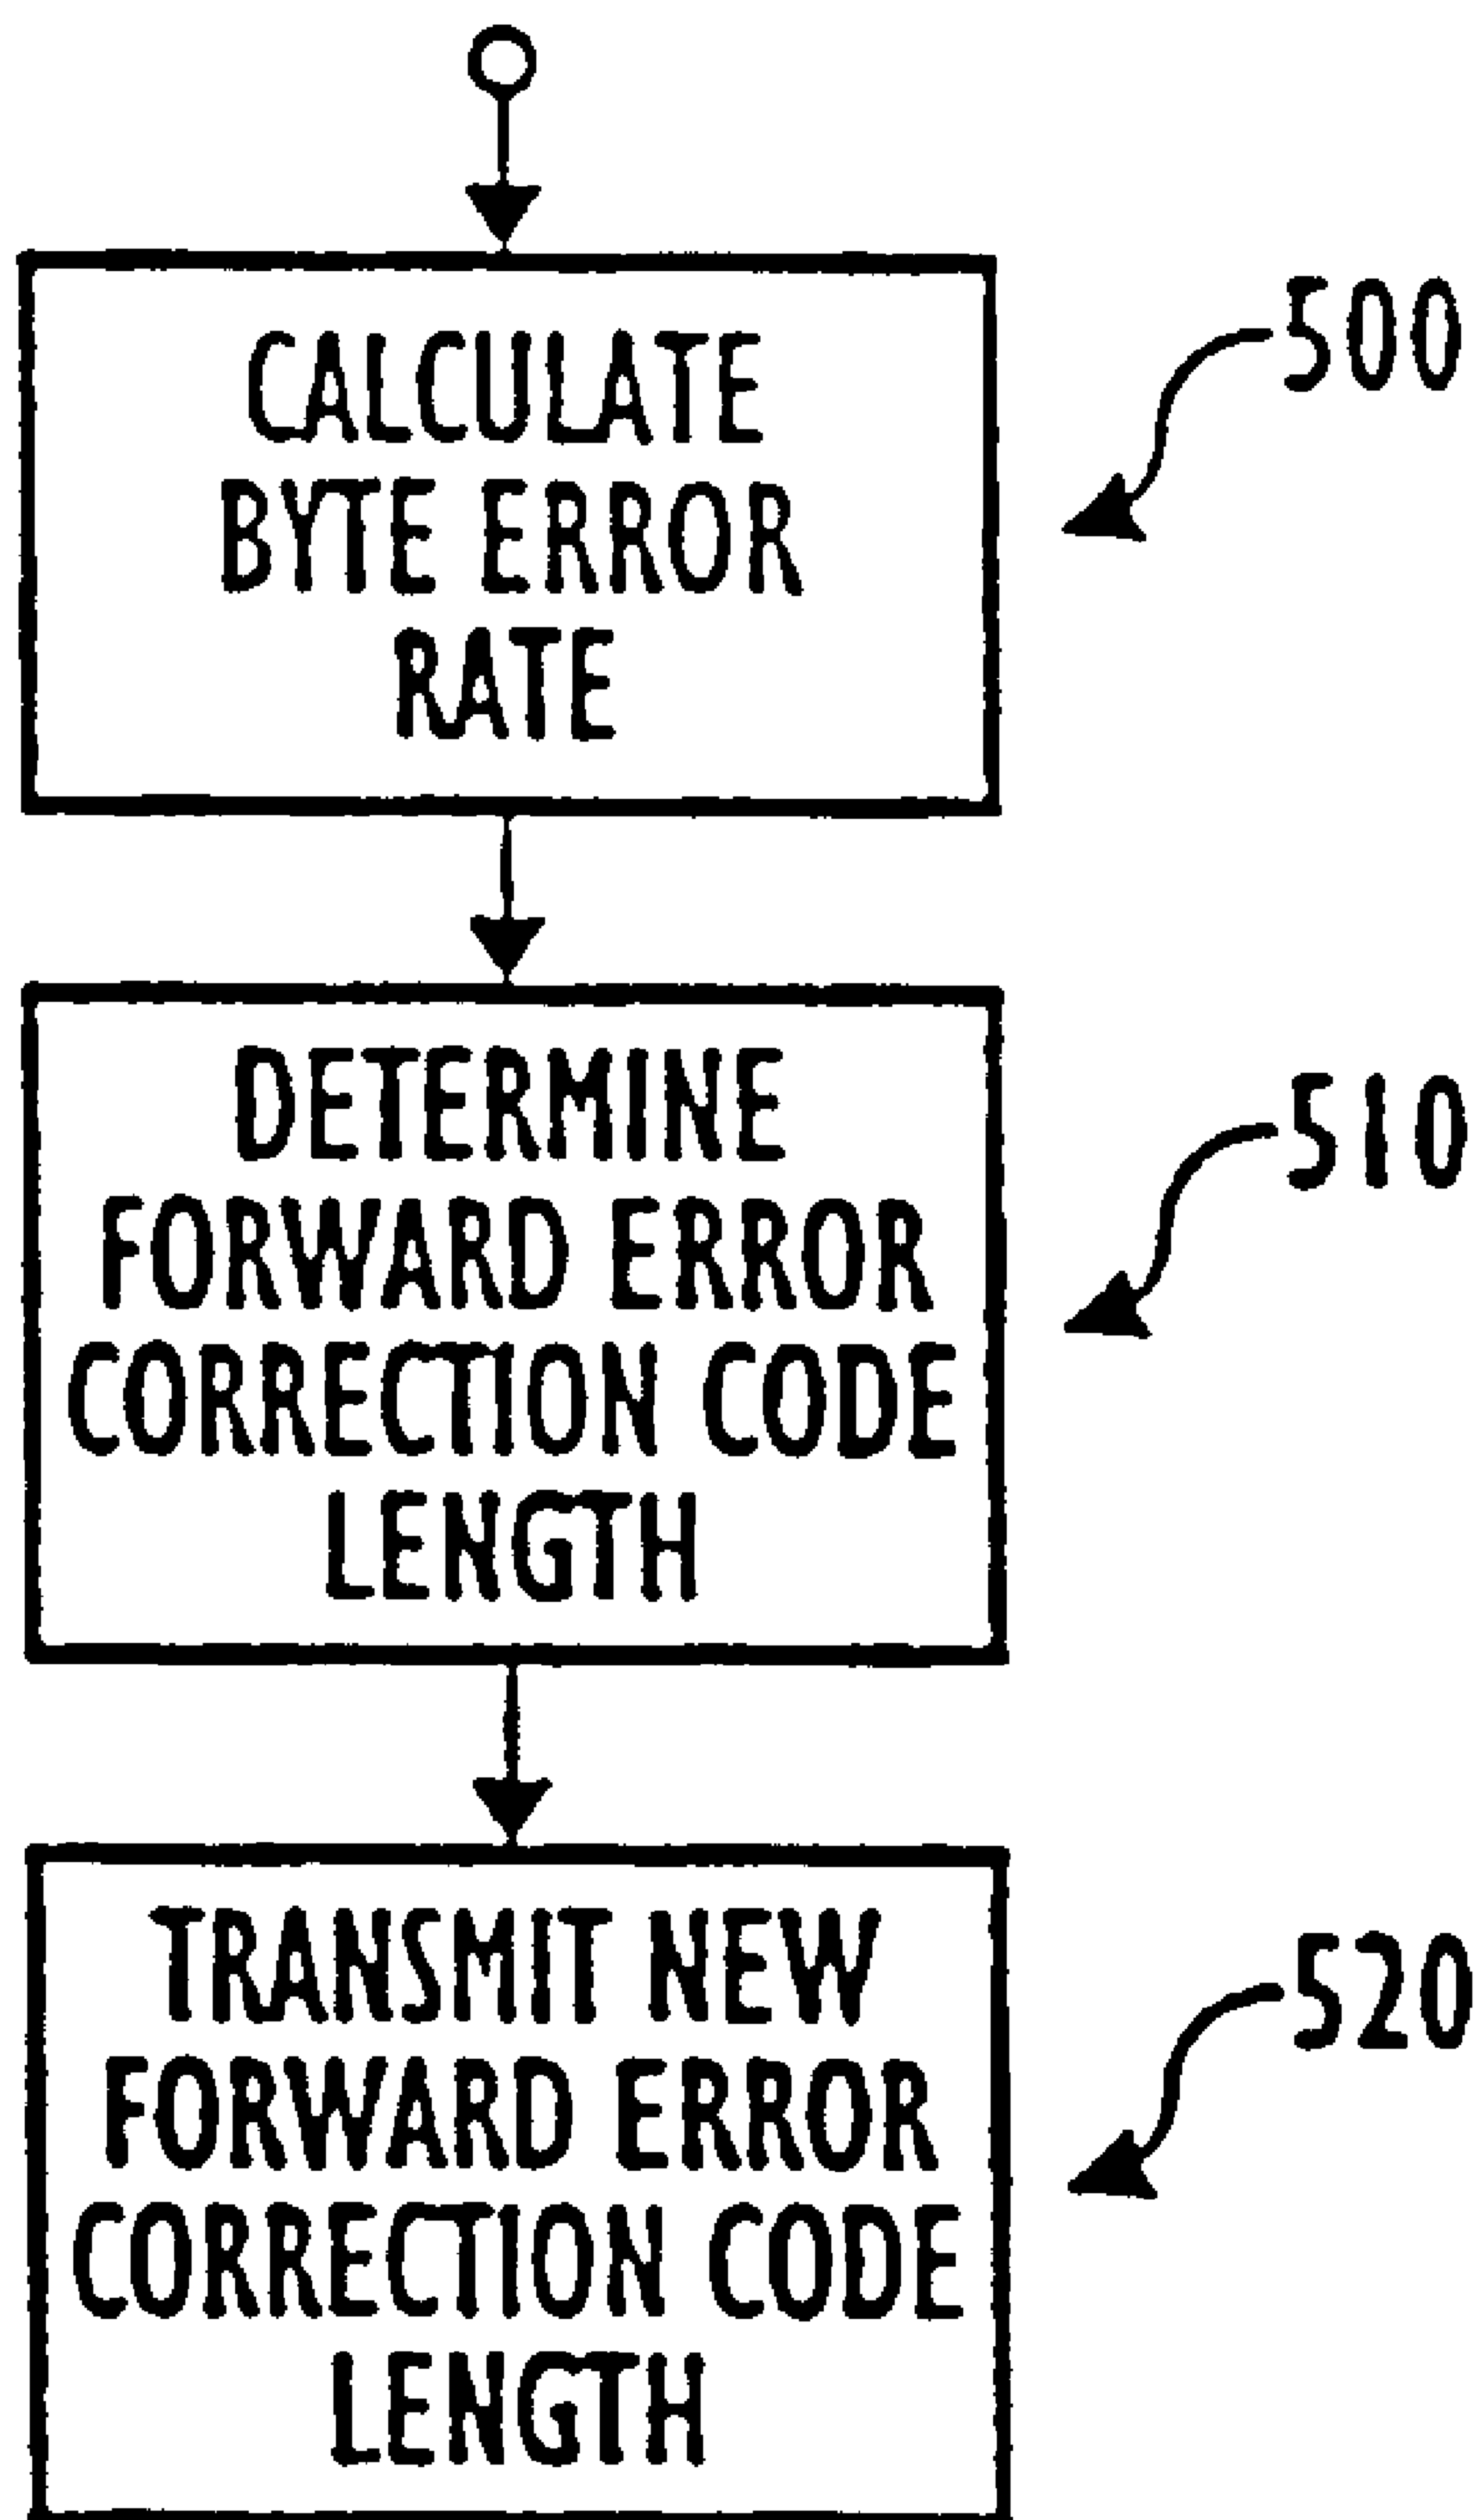 CALCULATE
BYTE ERROR
RATE
500
DETERMINE
FORWARD ERROR
CORRECTION CODE
LENGTH
510
TRANSMIT NEW
FORWARD ERROR
CORRECTION CODE
LENGTH
520